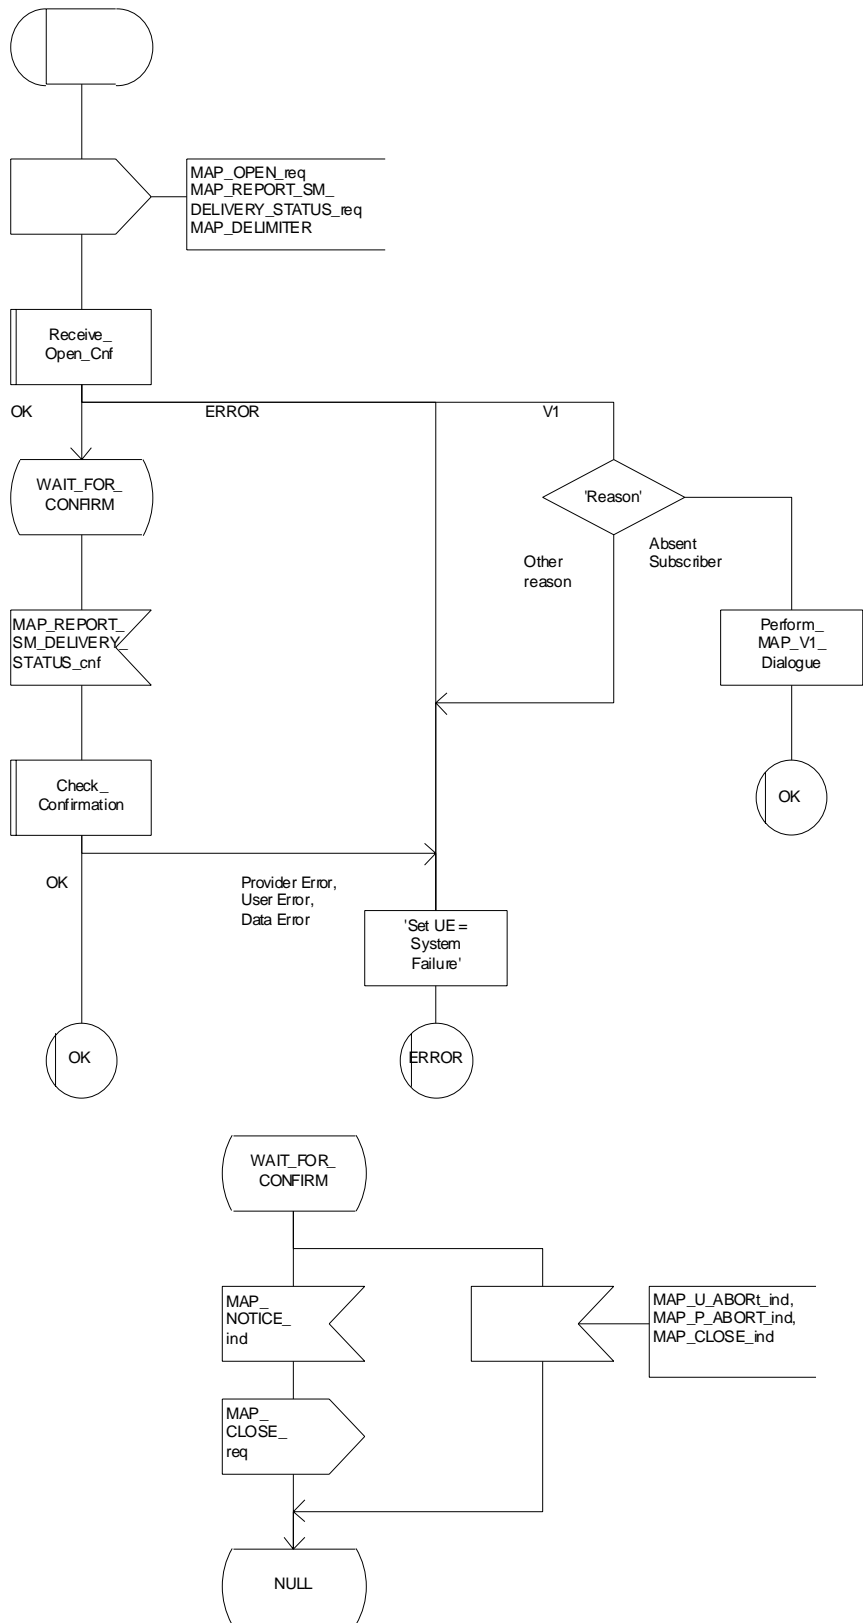 MAP_OPEN_req
MAP_REPORT_SM_
DELIVERY_STATUS_req
MAP_DELIMITER
Receive_
Open_Cnf
OK
ERROR
V1
WAIT_FOR_
CONFIRM
'Reason'
Other
reason
Absent
Subscriber
MAP_REPORT_
SM_DELIVERY_
STATUS_cnf
Perform_
MAP_V1_
Dialogue
Check_
Confirmation
OK
OK
Provider Error,
User Error,
Data Error
'Set UE =
System
Failure'
OK
ERROR
WAIT_FOR_
CONFIRM
MAP_
NOTICE_
ind
MAP_U_ABORt_ind,
MAP_P_ABORT_ind,
MAP_CLOSE_ind
MAP_
CLOSE_
req
NULL